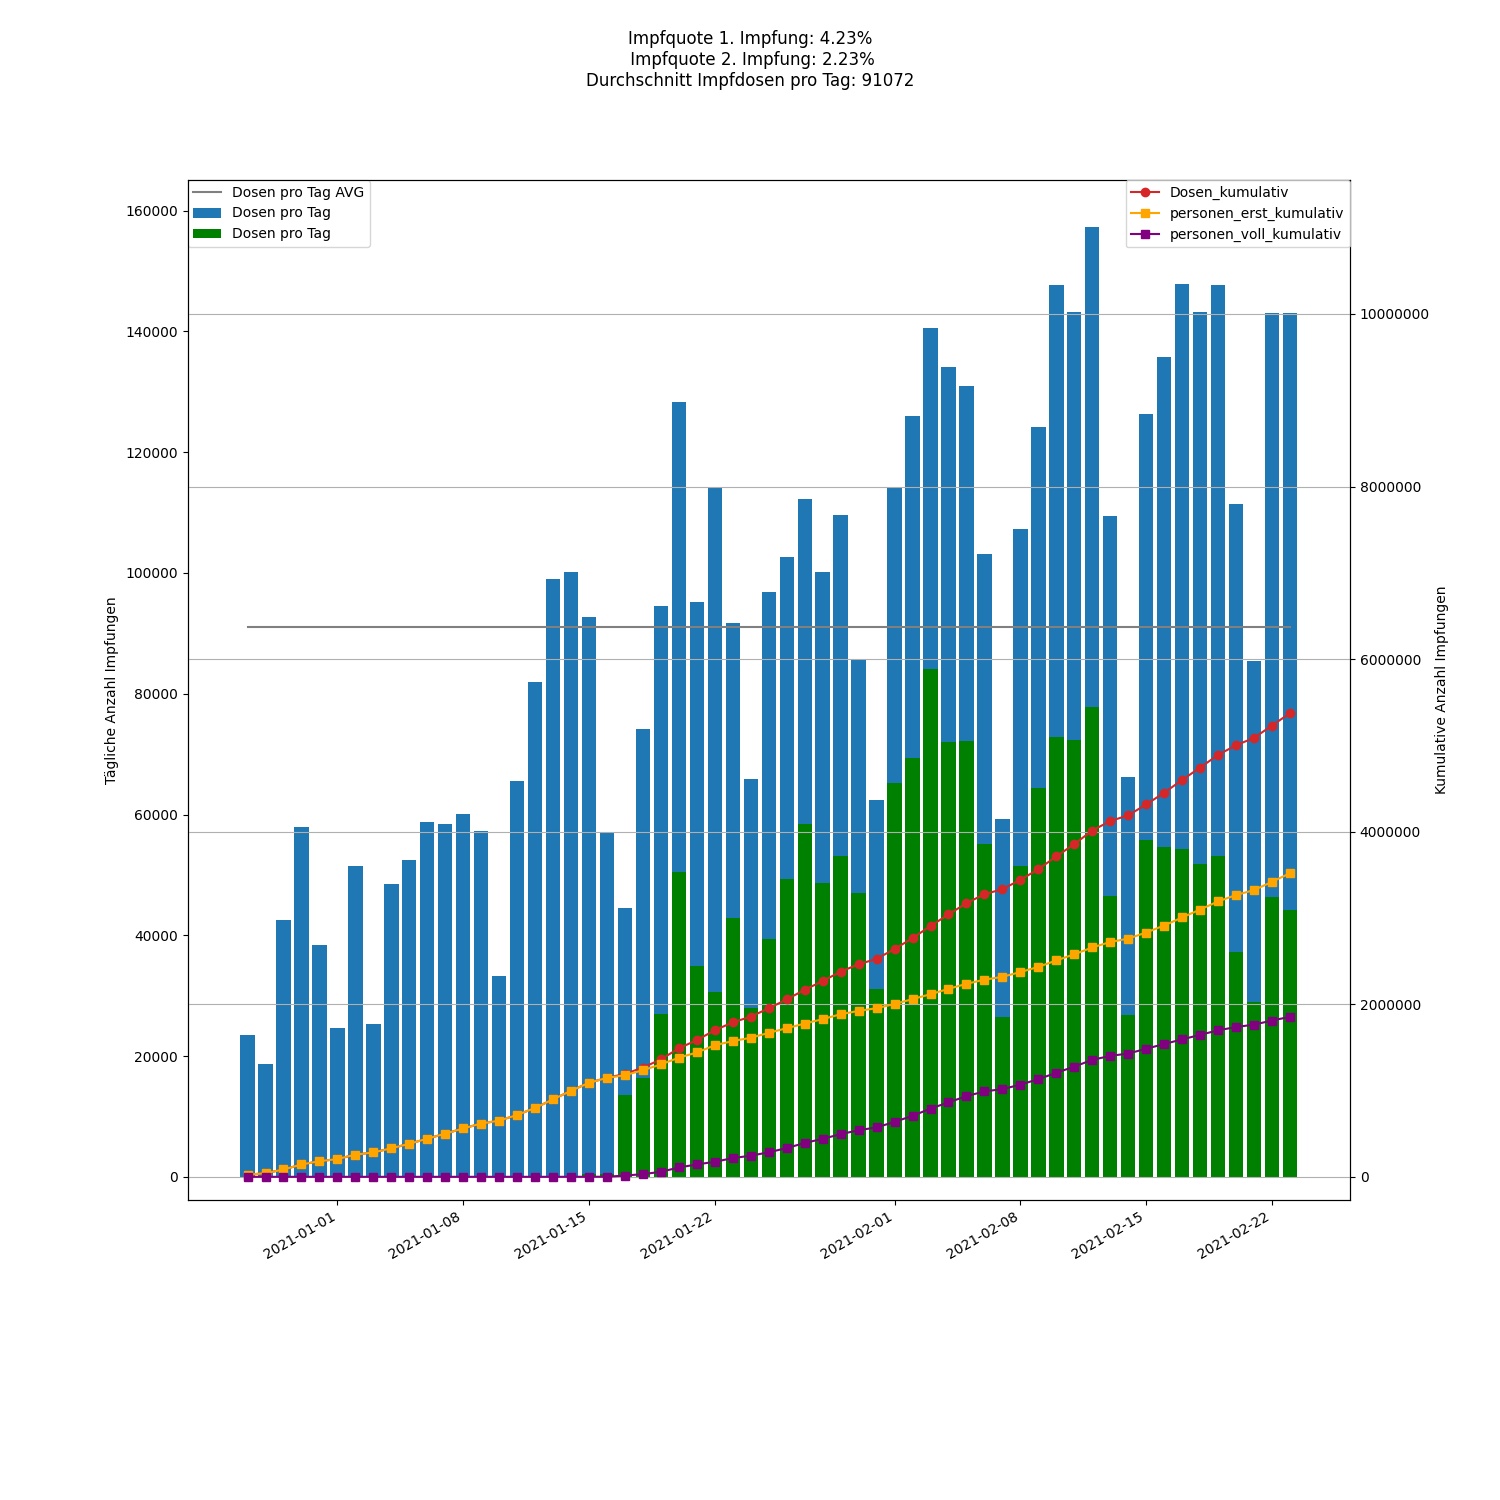 Impfquote 1. Impfung: 4.23%
Impfquote 2. Impfung: 2.23%
Durchschnitt Impfdosen pro Tag: 91072
Dosen pro Tag AVG
Dosen pro Tag
Dosen pro Tag
Dosen_kumulativ
personen_erst_kumulativ
personen_voll_kumulativ
160000
140000
120000
100000
80000
60000
40000
20000
0
Tägliche Anzahl Impfungen
10000000
8000000
6000000
4000000
2000000
0
Kumulative Anzahl Impfungen
2021-01-01
2021-01-08
2021-01-15
2021-01-22
2021-02-01
2021-02-08
2021-02-15
2021-02-22